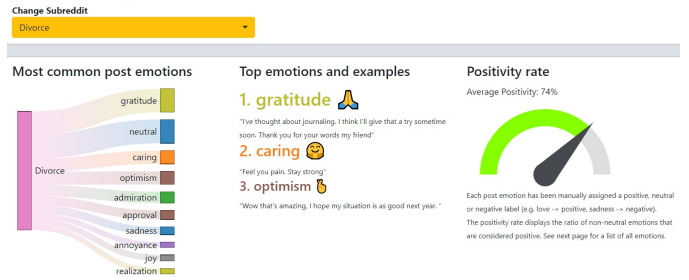 Change Subreddit
Divorce
Most common post emotions
Divorce
gratitude
neutral
caring
optimism
admiration
approval
sadness
annoyance
joy
realization
Top emotions and examples
1. gratitude 🙏
"I've thought about journaling. I think I'll give that a try sometime
soon. Thank you for your words my friend"
2. caring 🤗
"Feel you pain. Stay strong"
3. optimism 🤞
"Wow that's amazing, I hope my situation is as good next year. "
Positivity rate
Average Positivity: 74%
Each post emotion has been manually assigned a positive, neutral
or negative label (e.g. love -> positive, sadness -> negative).
The positivity rate displays the ratio of non-neutral emotions that
are considered positive. See next page for a list of all emotions.